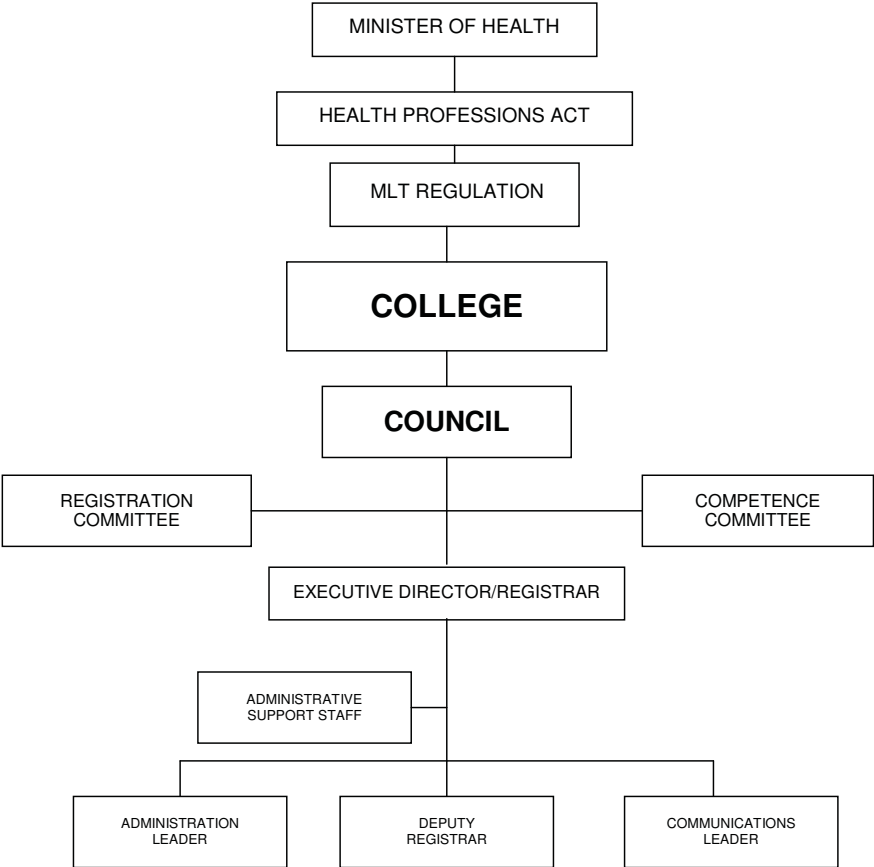 MINISTER OF HEALTH
HEALTH PROFESSIONS ACT
MLT REGULATION
COLLEGE
COUNCIL
REGISTRATION
COMMITTEE
COMPETENCE
COMMITTEE
EXECUTIVE DIRECTOR/REGISTRAR
ADMINISTRATIVE
SUPPORT STAFF
ADMINISTRATION
LEADER
DEPUTY
REGISTRAR
COMMUNICATIONS
LEADER